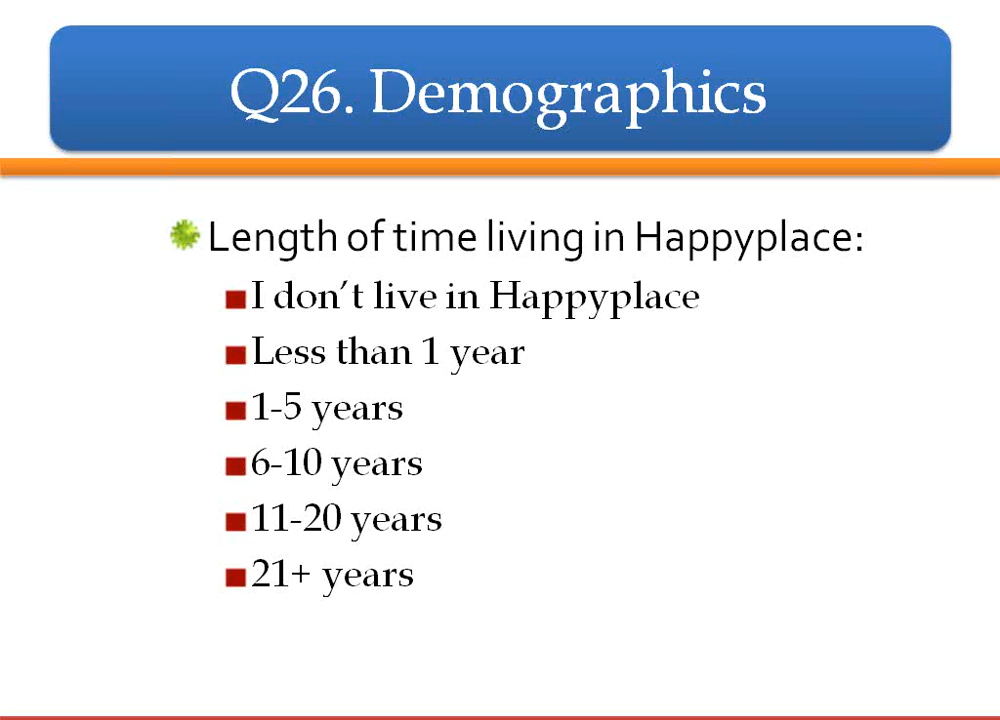 Q26. Demographics
Length of time living in Happyplace:
I don’t live in Happyplace
Less than 1 year
1-5 years
6-10 years
11-20 years
21+ years